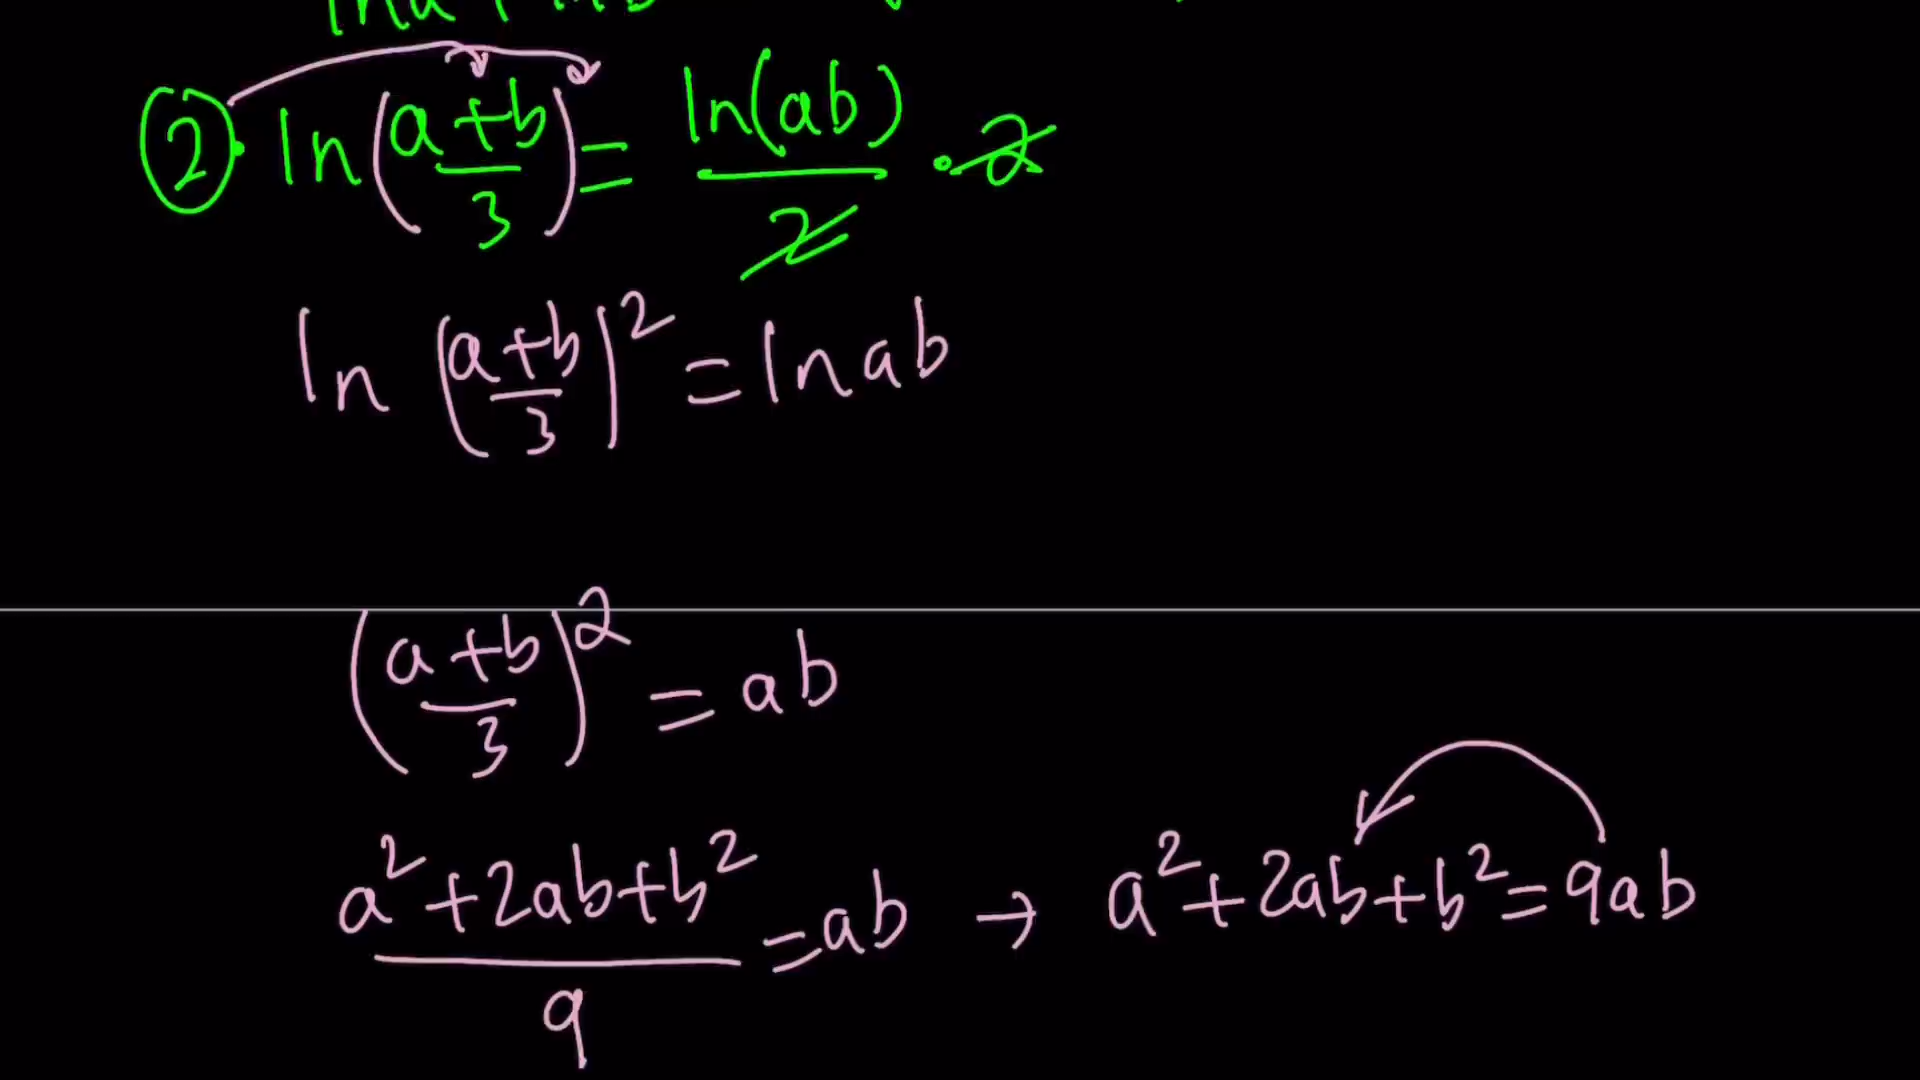 2 · ln((a+b)/3) = ln(ab)/2 · 2
ln ((a+b)/3)² = ln ab
((a+b)/3)² = ab
(a²+2ab+b²)/9 = ab → a²+2ab+b² = 9ab